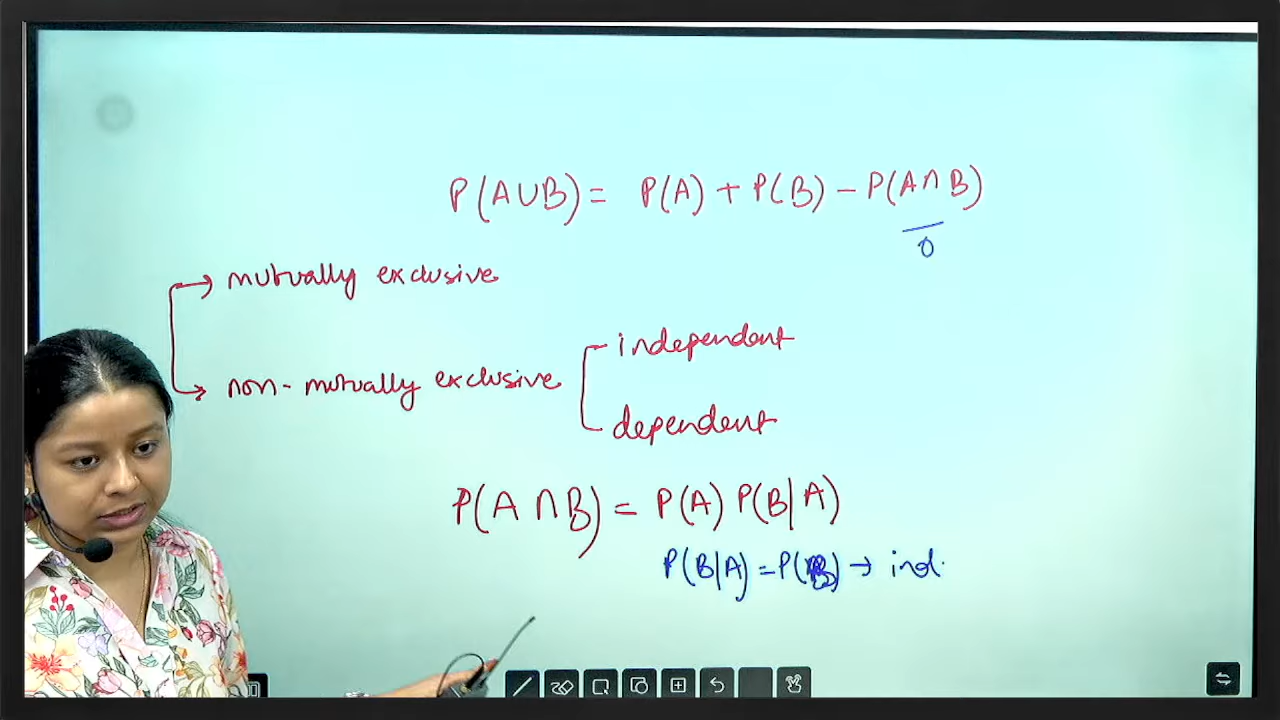 P(A∪B) = P(A) + P(B) - P(A∩B)
0
→ mutually exclusive
→ non-mutually exclusive
independent
dependent
P(A∩B) = P(A) P(B|A)
P(B|A) = P(B) → ind.